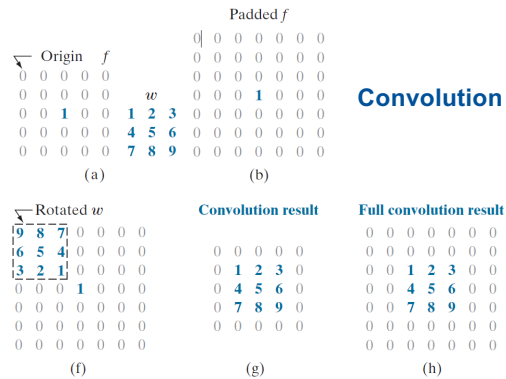 Origin f
0 0 0 0 0
0 0 0 0 0
0 0 1 0 0
0 0 0 0 0
0 0 0 0 0
w
1 2 3
4 5 6
7 8 9
(a)
Padded f
0 0 0 0 0 0 0
0 0 0 0 0 0 0
0 0 0 0 0 0 0
0 0 0 1 0 0 0
0 0 0 0 0 0 0
0 0 0 0 0 0 0
0 0 0 0 0 0 0
(b)
Convolution
Rotated w
9 8 7 0 0 0 0
6 5 4 0 0 0 0
3 2 1 0 0 0 0
0 0 0 1 0 0 0
0 0 0 0 0 0 0
0 0 0 0 0 0 0
0 0 0 0 0 0 0
(f)
Convolution result
0 0 0 0 0
0 1 2 3 0
0 4 5 6 0
0 7 8 9 0
0 0 0 0 0
(g)
Full convolution result
0 0 0 0 0 0 0
0 0 0 0 0 0 0
0 0 1 2 3 0 0
0 0 4 5 6 0 0
0 0 7 8 9 0 0
0 0 0 0 0 0 0
0 0 0 0 0 0 0
(h)